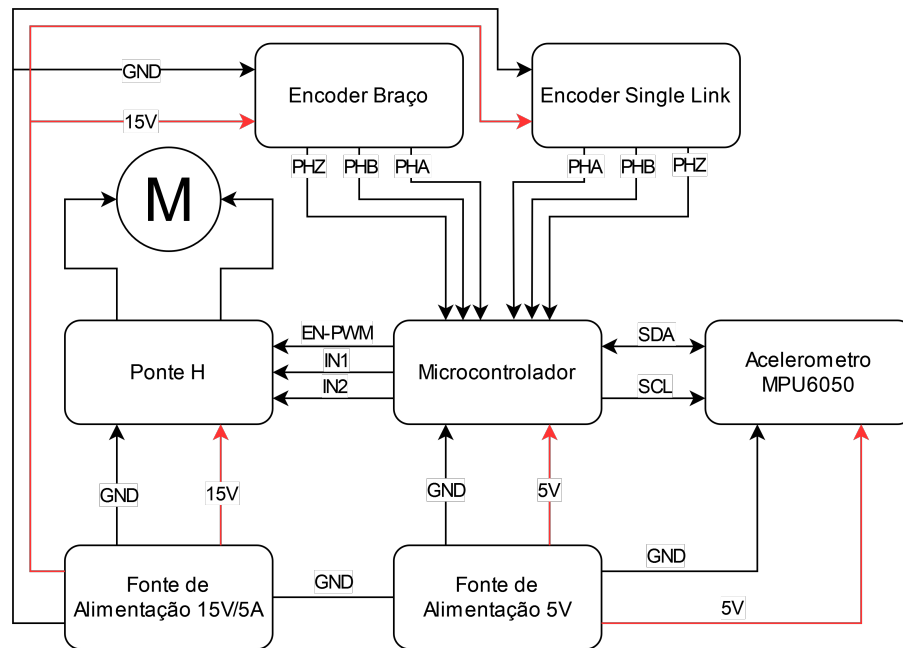 GND
Encoder Braço
Encoder Single Link
15V
PHZ
PHB
PHA
PHA
PHB
PHZ
M
EN-PWM
IN1
IN2
Ponte H
Microcontrolador
SDA
SCL
Acelerometro
MPU6050
GND
15V
GND
5V
GND
5V
Fonte de
Alimentação 15V/5A
GND
Fonte de
Alimentação 5V